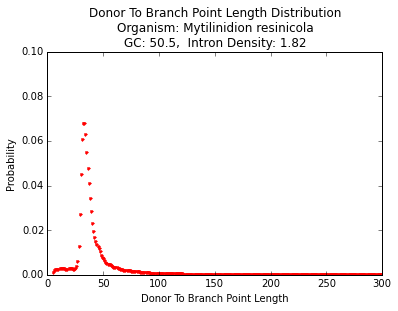 Donor To Branch Point Length Distribution
Organism: Mytilinidion resinicola
GC: 50.5,  Intron Density: 1.82
0.10
0.08
0.06
0.04
0.02
0.00
Probability
0 50 100 150 200 250 300
Donor To Branch Point Length